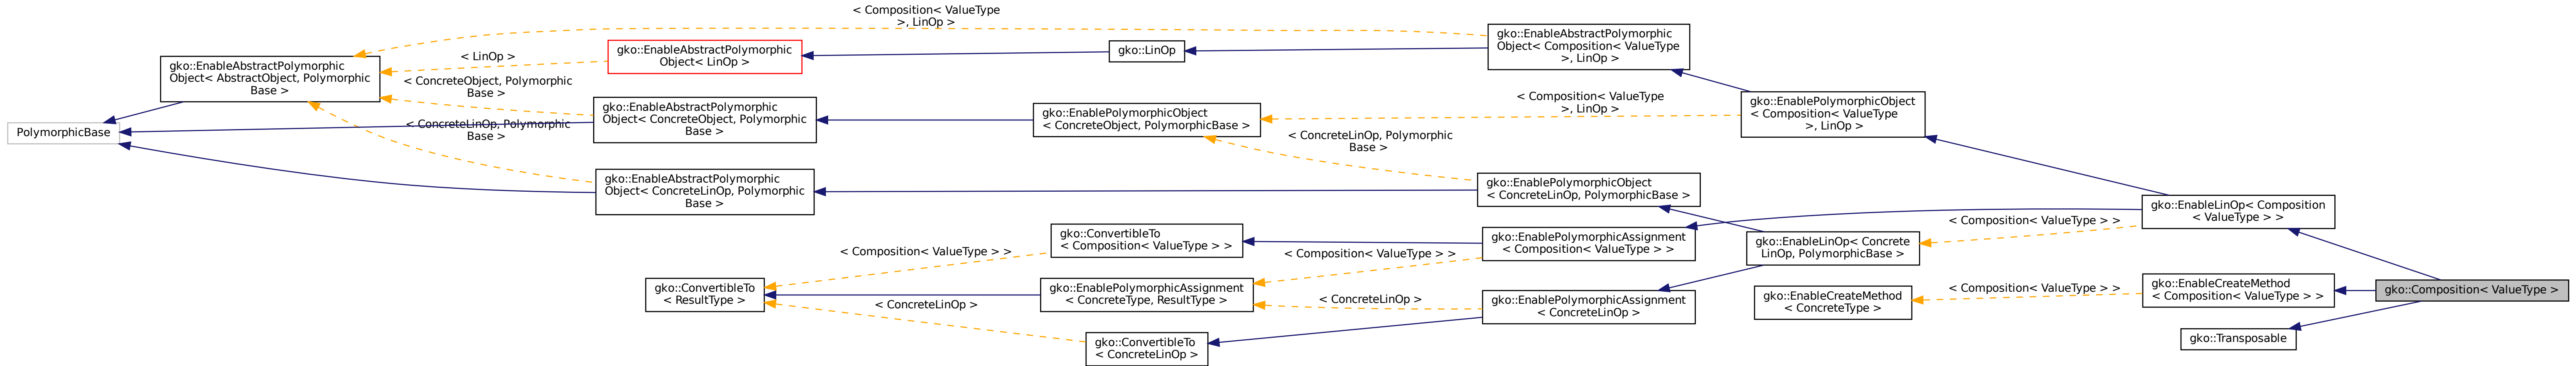 < Composition< ValueType
>, LinOp >
gko::EnableAbstractPolymorphic
Object< AbstractObject, Polymorphic
Base >
< LinOp >
gko::EnableAbstractPolymorphic
Object< LinOp >
gko::LinOp
gko::EnableAbstractPolymorphic
Object< Composition< ValueType
>, LinOp >
< ConcreteObject, Polymorphic
Base >
PolymorphicBase
< ConcreteLinOp, Polymorphic
Base >
gko::EnableAbstractPolymorphic
Object< ConcreteObject, Polymorphic
Base >
gko::EnablePolymorphicObject
< ConcreteObject, PolymorphicBase >
< Composition< ValueType
>, LinOp >
gko::EnablePolymorphicObject
< Composition< ValueType
>, LinOp >
< ConcreteLinOp, Polymorphic
Base >
gko::EnableAbstractPolymorphic
Object< ConcreteLinOp, Polymorphic
Base >
gko::EnablePolymorphicObject
< ConcreteLinOp, PolymorphicBase >
gko::EnableLinOp< Composition
< ValueType > >
< Composition< ValueType > >
gko::ConvertibleTo
< Composition< ValueType > >
< Composition< ValueType > >
gko::EnablePolymorphicAssignment
< Composition< ValueType > >
gko::EnableLinOp< Concrete
LinOp, PolymorphicBase >
< Composition< ValueType > >
gko::ConvertibleTo
< ResultType >
< ConcreteLinOp >
gko::EnablePolymorphicAssignment
< ConcreteType, ResultType >
< ConcreteLinOp >
gko::EnablePolymorphicAssignment
< ConcreteLinOp >
gko::EnableCreateMethod
< ConcreteType >
< Composition< ValueType > >
gko::EnableCreateMethod
< Composition< ValueType > >
gko::Composition< ValueType >
gko::ConvertibleTo
< ConcreteLinOp >
gko::Transposable